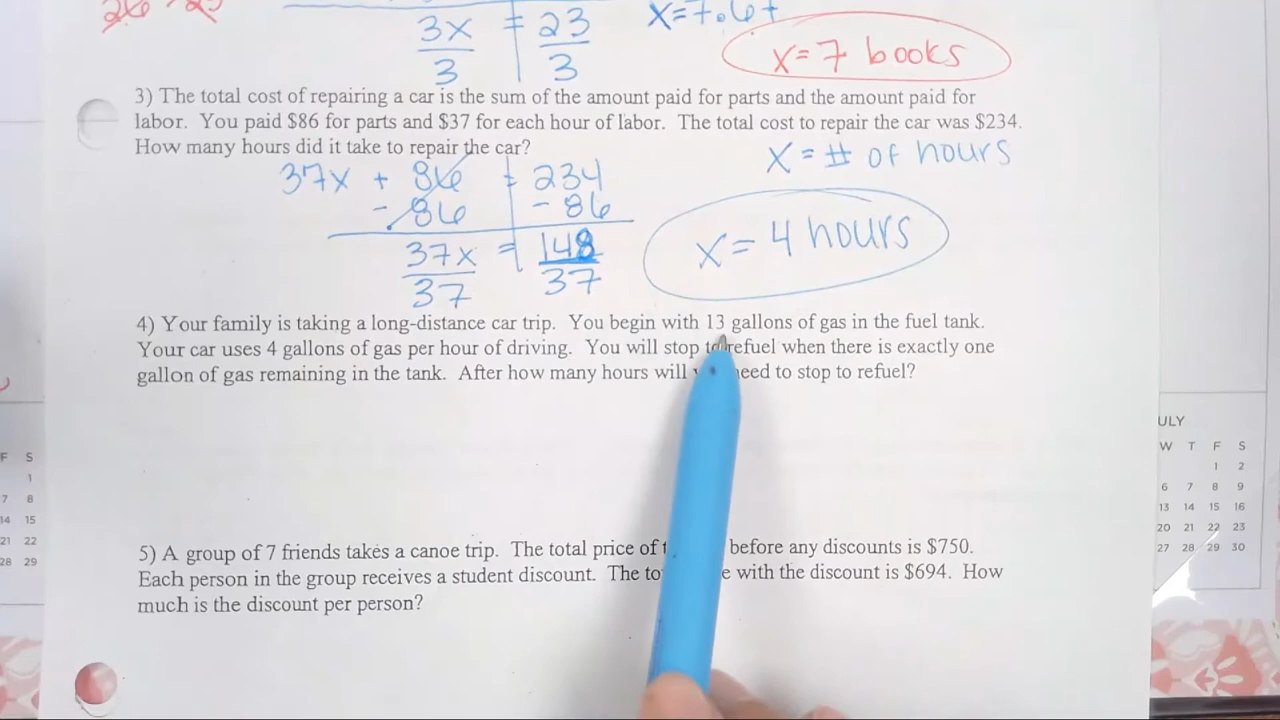 3x = 23
3 3
x=7.67
x=7 books
3) The total cost of repairing a car is the sum of the amount paid for parts and the amount paid for
labor. You paid $86 for parts and $37 for each hour of labor. The total cost to repair the car was $234.
How many hours did it take to repair the car?
x = # of hours
37x + 86 = 234
- 86 - 86
37x = 148
37 37
x = 4 hours
4) Your family is taking a long-distance car trip. You begin with 13 gallons of gas in the fuel tank.
Your car uses 4 gallons of gas per hour of driving. You will stop to refuel when there is exactly one
gallon of gas remaining in the tank. After how many hours will need to stop to refuel?
5) A group of 7 friends takes a canoe trip. The total price of before any discounts is $750.
Each person in the group receives a student discount. The with the discount is $694. How
much is the discount per person?
F S
1
7 8
14 15
21 22
28 29
ULY
W T F S
1 2
6 7 8 9
13 14 15 16
20 21 22 23
27 28 29 30